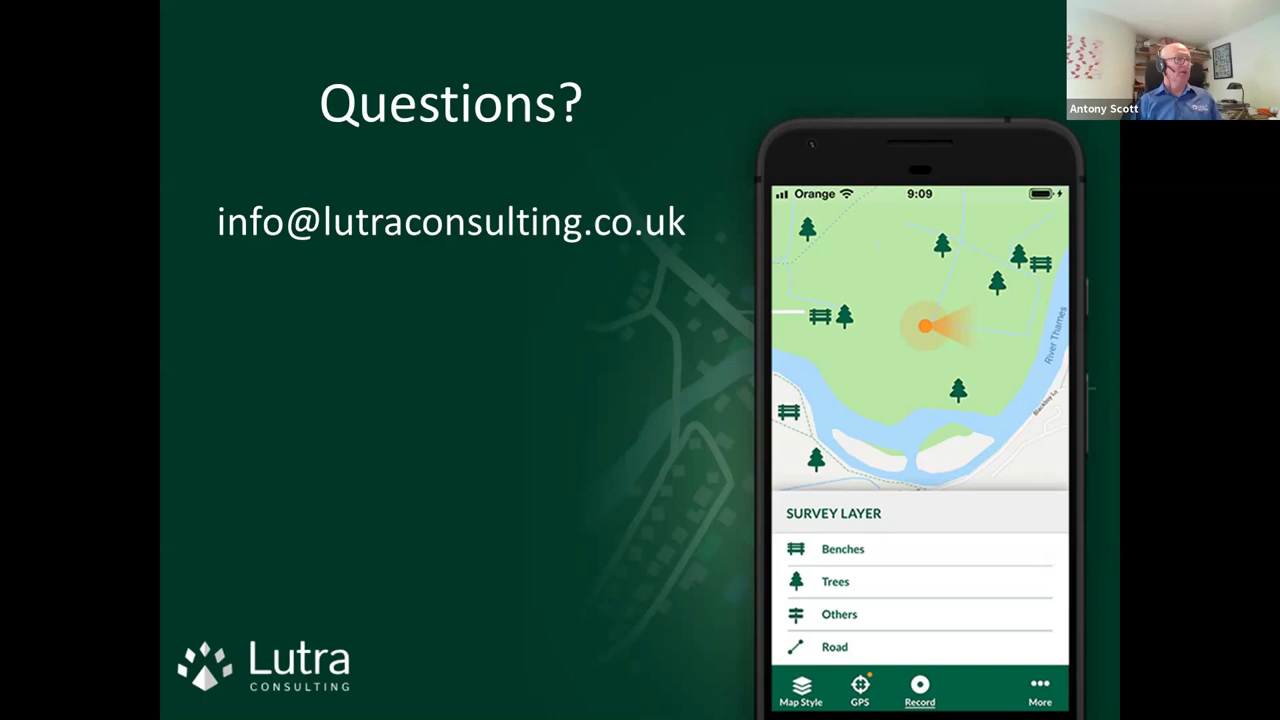 Questions?
info@lutraconsulting.co.uk
Antony Scott
Orange
9:09
River Thames
SURVEY LAYER
Benches
Trees
Others
Road
Map Style
GPS
Record
More
Lutra
CONSULTING